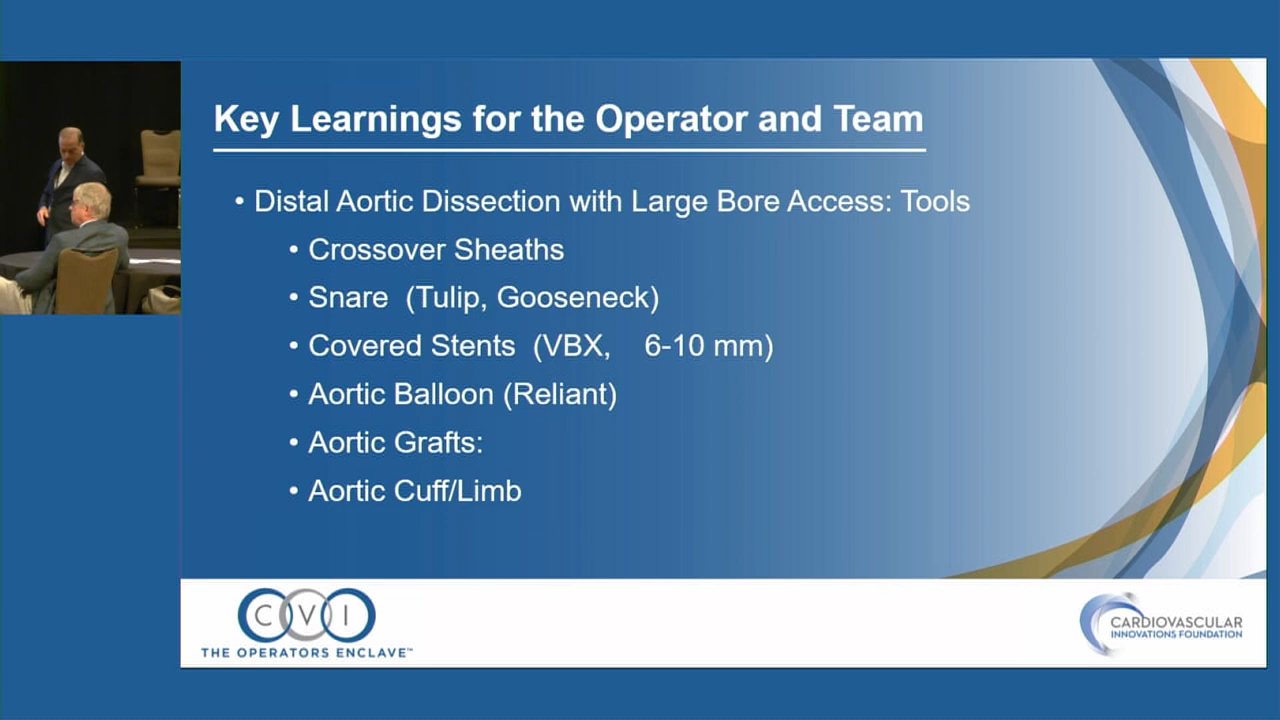 Key Learnings for the Operator and Team
• Distal Aortic Dissection with Large Bore Access: Tools
• Crossover Sheaths
• Snare (Tulip, Gooseneck)
• Covered Stents (VBX, 6-10 mm)
• Aortic Balloon (Reliant)
• Aortic Grafts:
• Aortic Cuff/Limb
CVI
THE OPERATORS ENCLAVE™
CARDIOVASCULAR
INNOVATIONS FOUNDATION